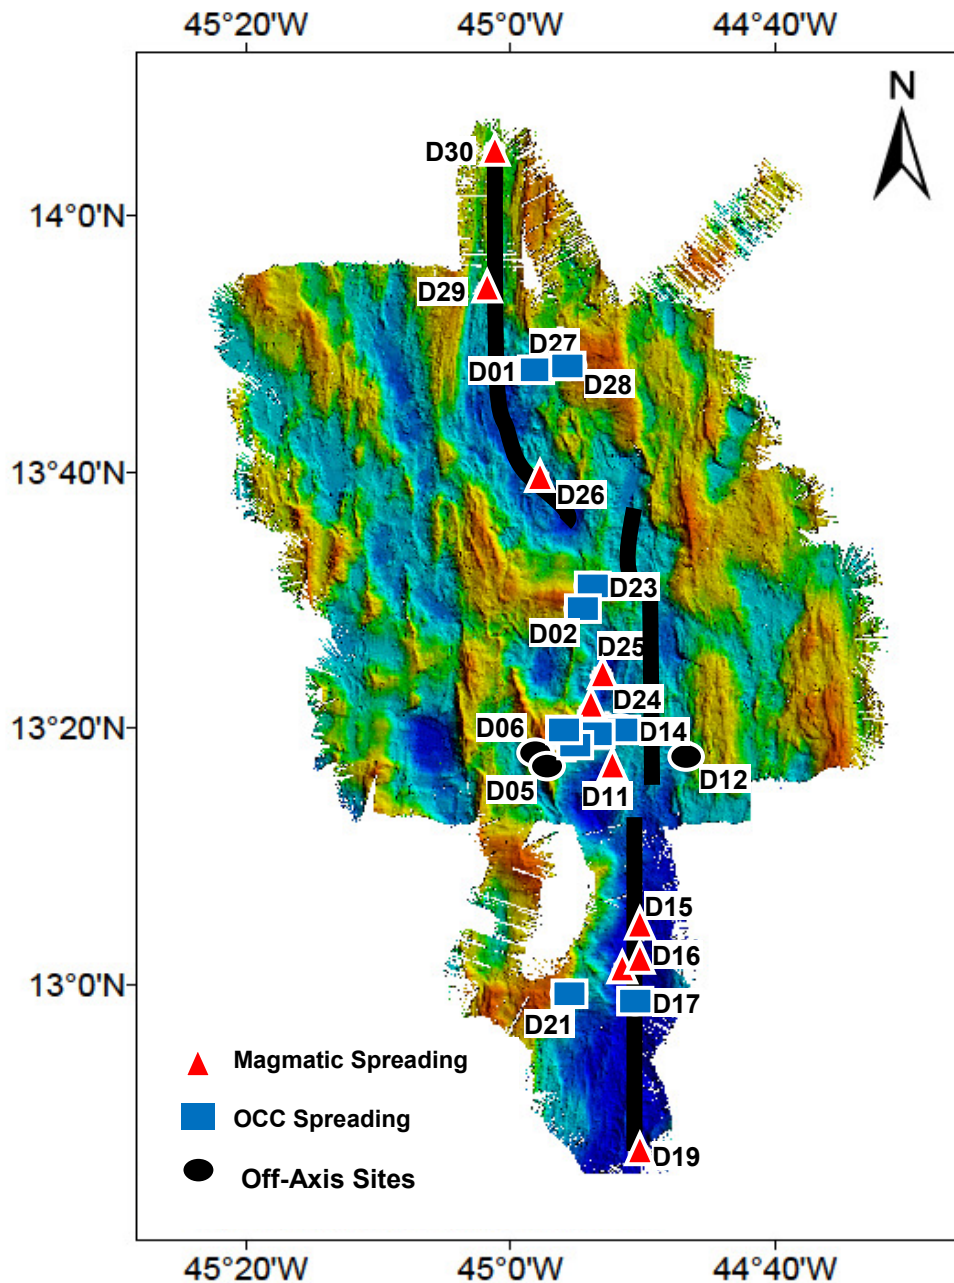 45°20'W 45°0'W 44°40'W
N
D30
14°0'N
D29
D27
D01
D28
13°40'N
D26
D23
D02
D25
D24
13°20'N
D06
D14
D05
D11
D12
D15
D16
13°0'N
D17
D21
Magmatic Spreading
OCC Spreading
D19
Off-Axis Sites
45°20'W 45°0'W 44°40'W